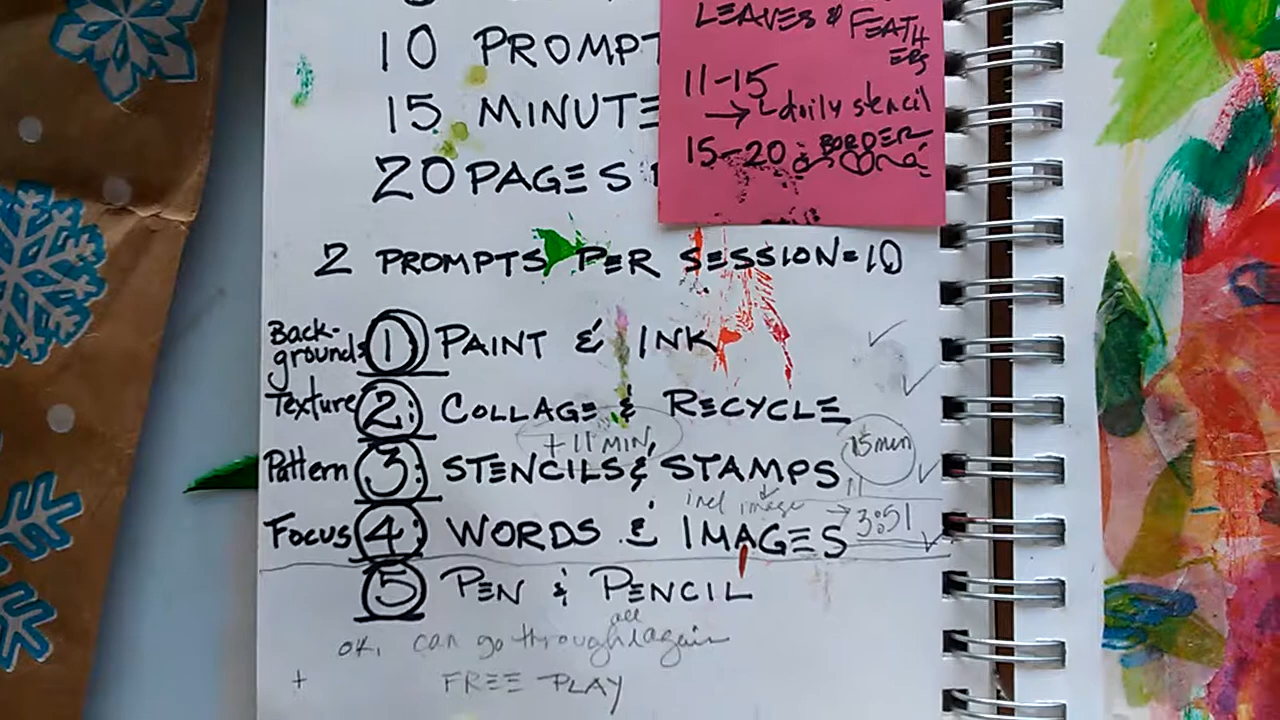 10 PROMPT
15 MINUTE
20 PAGES
LEAVES & FEATH
ERS
11-15
→ daily stencil
15-20 BORDER
2 PROMPTS PER SESSION=10
Back-
grounds 1 PAINT & INK
Texture 2: COLLAGE & RECYCLE
+ 11 MIN,
15 min
Pattern 3: STENCILS & STAMPS
incl image
Focus 4: WORDS & IMAGES → 3:51
5 PEN & PENCIL
all
OK, can go through again
+ FREE PLAY